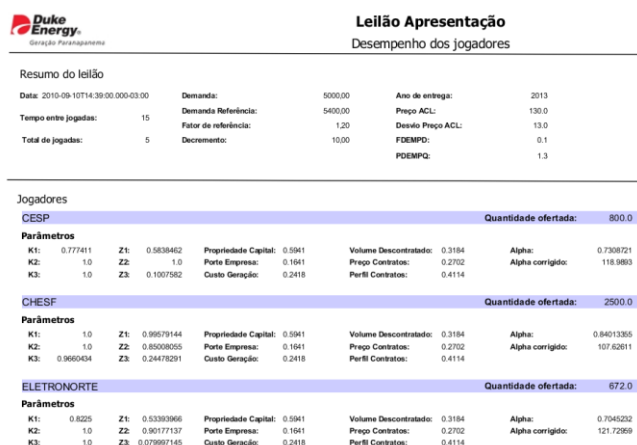 Duke Energy®
Geração Paranapanema
Leilão Apresentação
Desempenho dos jogadores
Resumo do leilão
Data: 2010-09-10T14:39:00.000-03:00 Demanda: 5000,00 Ano de entrega: 2013
Demanda Referência: 5400,00 Preço ACL: 130.0
Tempo entre jogadas: 15 Fator de referência: 1,20 Desvio Preço ACL: 13.0
Total de jogadas: 5 Decremento: 10,00 FDEMPD: 0.1
PDEMPQ: 1.3
Jogadores
CESP Quantidade ofertada: 800.0
Parâmetros
K1: 0.777411 Z1: 0.5838462 Propriedade Capital: 0.5941 Volume Descontratado: 0.3184 Alpha: 0.7308721
K2: 1.0 Z2: 1.0 Porte Empresa: 0.1641 Preço Contratos: 0.2702 Alpha corrigido: 118.9893
K3: 1.0 Z3: 0.1007582 Custo Geração: 0.2418 Perfil Contratos: 0.4114
CHESF Quantidade ofertada: 2500.0
Parâmetros
K1: 1.0 Z1: 0.99579144 Propriedade Capital: 0.5941 Volume Descontratado: 0.3184 Alpha: 0.84013355
K2: 1.0 Z2: 0.85008055 Porte Empresa: 0.1641 Preço Contratos: 0.2702 Alpha corrigido: 107.62611
K3: 0.9660434 Z3: 0.24478291 Custo Geração: 0.2418 Perfil Contratos: 0.4114
ELETRONORTE Quantidade ofertada: 672.0
Parâmetros
K1: 0.8225 Z1: 0.53393966 Propriedade Capital: 0.5941 Volume Descontratado: 0.3184 Alpha: 0.7045232
K2: 1.0 Z2: 0.90177137 Porte Empresa: 0.1641 Preço Contratos: 0.2702 Alpha corrigido: 121.72959
K3: 1.0 Z3: 0.079997145 Custo Geração: 0.2418 Perfil Contratos: 0.4114